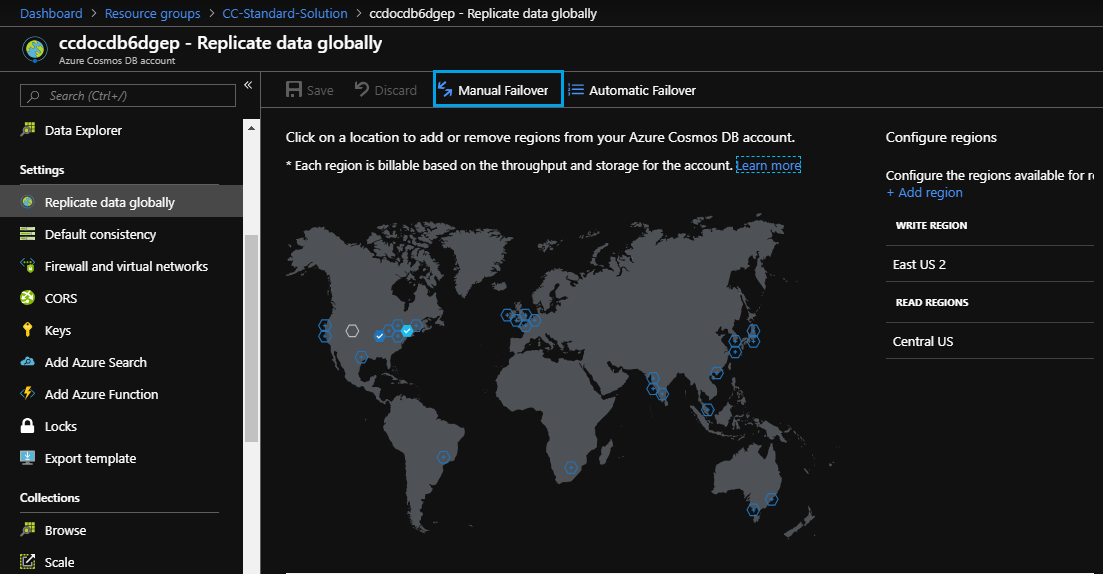 Dashboard > Resource groups > CC-Standard-Solution > ccdocdb6dgep - Replicate data globally
ccdocdb6dgep - Replicate data globally
Azure Cosmos DB account
Search (Ctrl+/)
«
Data Explorer
Settings
Replicate data globally
Default consistency
Firewall and virtual networks
CORS
Keys
Add Azure Search
Add Azure Function
Locks
Export template
Collections
Browse
Scale
Save
Discard
Manual Failover
Automatic Failover
Click on a location to add or remove regions from your Azure Cosmos DB account.
* Each region is billable based on the throughput and storage for the account. Learn more
Configure regions
Configure the regions available for r
+ Add region
WRITE REGION
East US 2
READ REGIONS
Central US